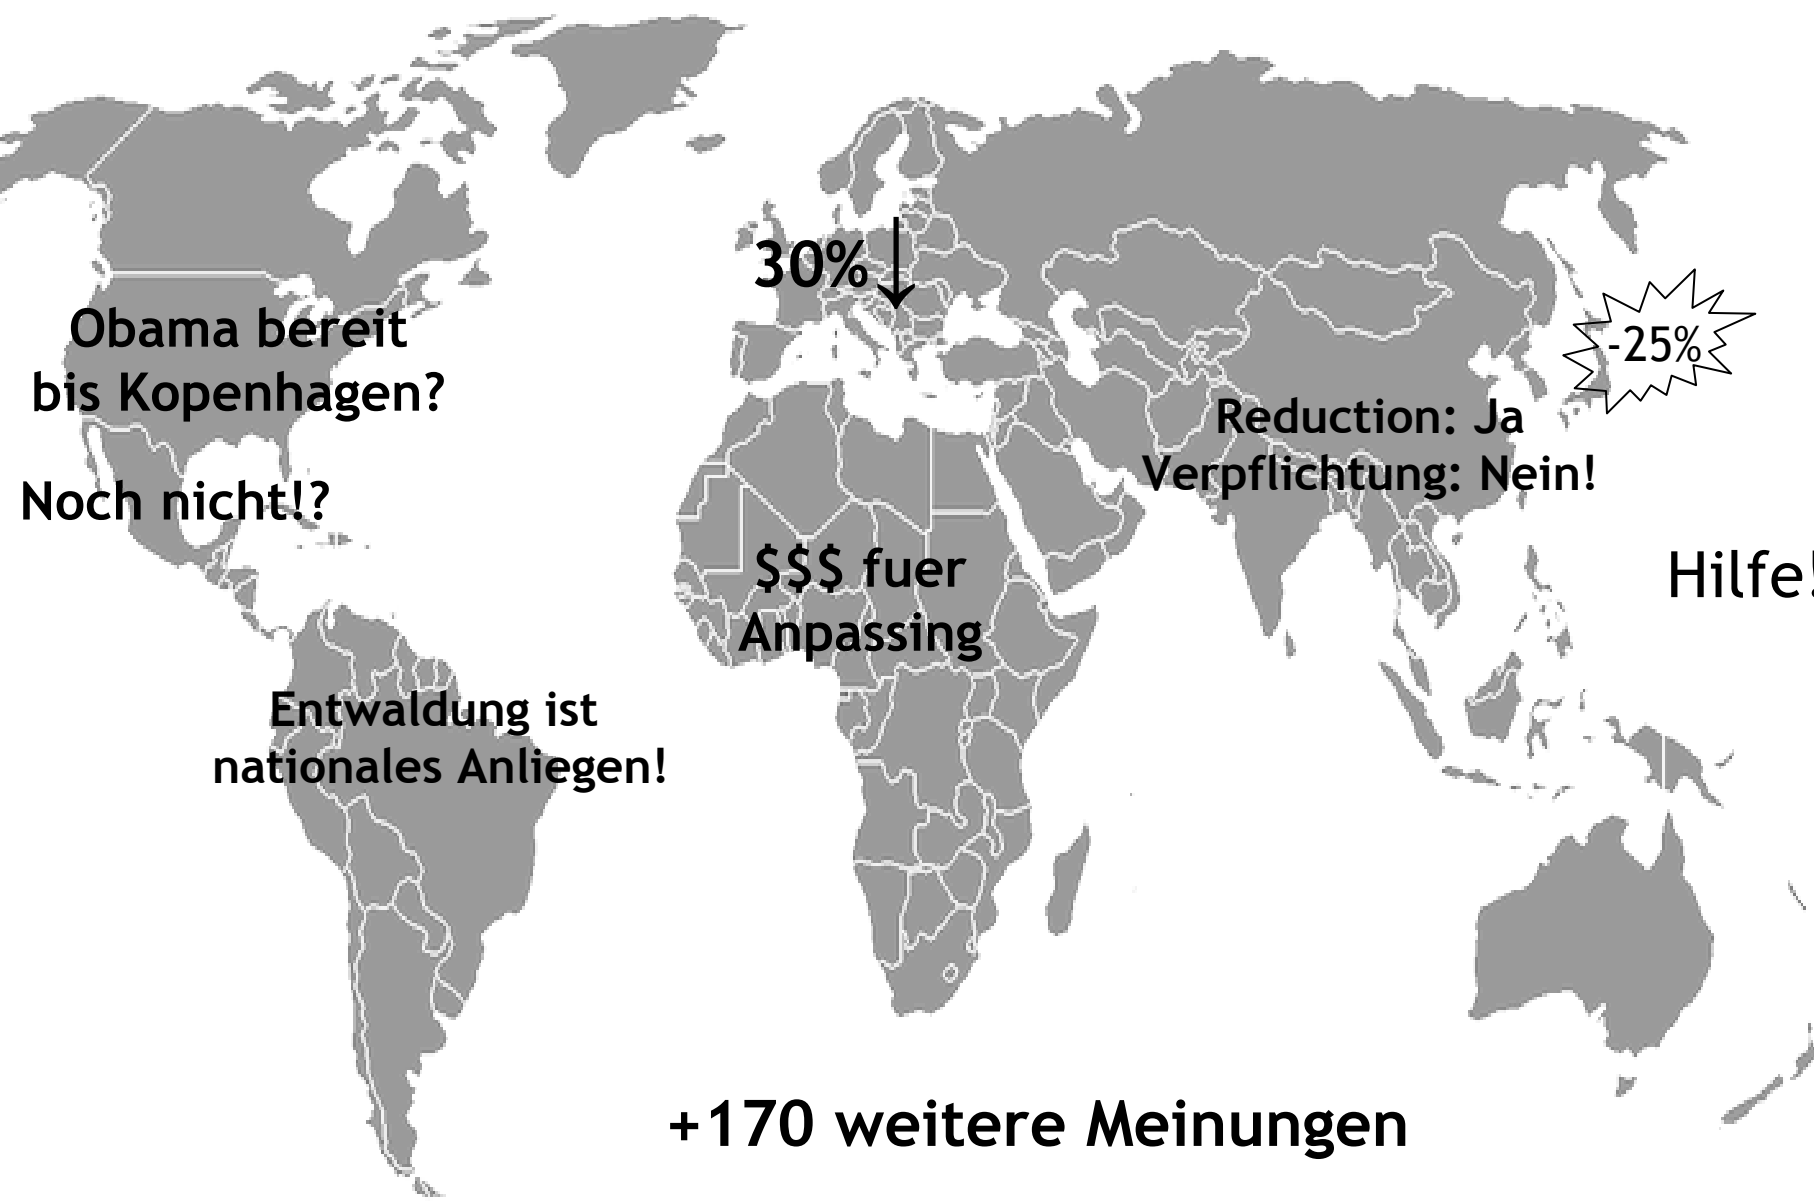 30%
Obama bereit
bis Kopenhagen?
-25%
Reduction: Ja
Verpflichtung: Nein!
Noch nicht!?
$$$ fuer
Anpassing
Hilfe!
Entwaldung ist
nationales Anliegen!
+170 weitere Meinungen